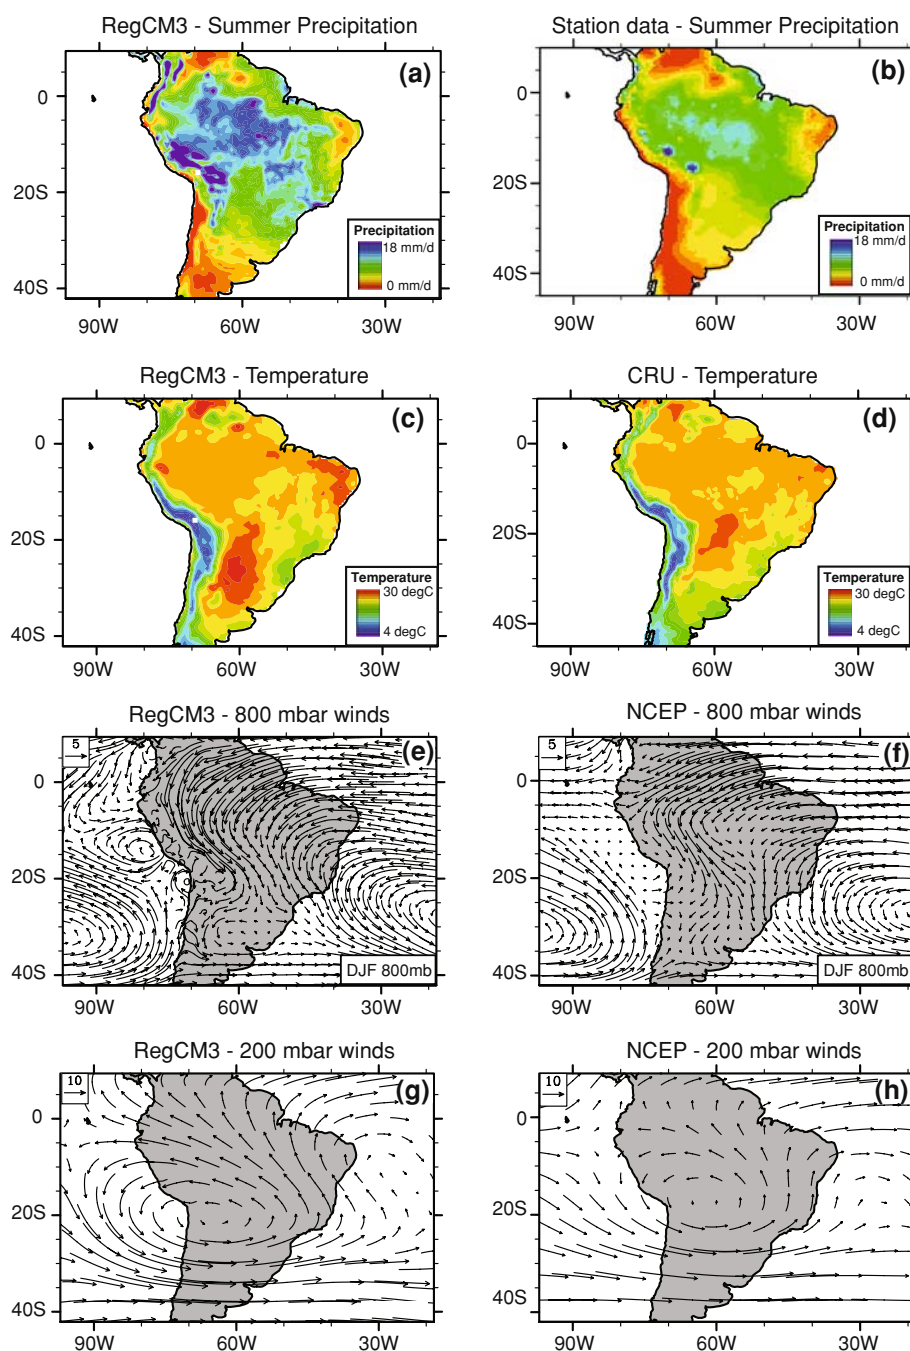 RegCM3 - Summer Precipitation
Station data - Summer Precipitation
(a)
(b)
0
20S
40S
90W
60W
30W
Precipitation
18 mm/d
0 mm/d
0
20S
40S
90W
60W
30W
Precipitation
18 mm/d
0 mm/d
RegCM3 - Temperature
CRU - Temperature
(c)
(d)
0
20S
40S
90W
60W
30W
Temperature
30 degC
4 degC
0
20S
40S
90W
60W
30W
Temperature
30 degC
4 degC
RegCM3 - 800 mbar winds
NCEP - 800 mbar winds
5
(e)
5
(f)
0
20S
40S
90W
60W
30W
DJF 800mb
0
20S
40S
90W
60W
30W
DJF 800mb
RegCM3 - 200 mbar winds
NCEP - 200 mbar winds
10
(g)
10
(h)
0
20S
40S
90W
60W
30W
0
20S
40S
90W
60W
30W